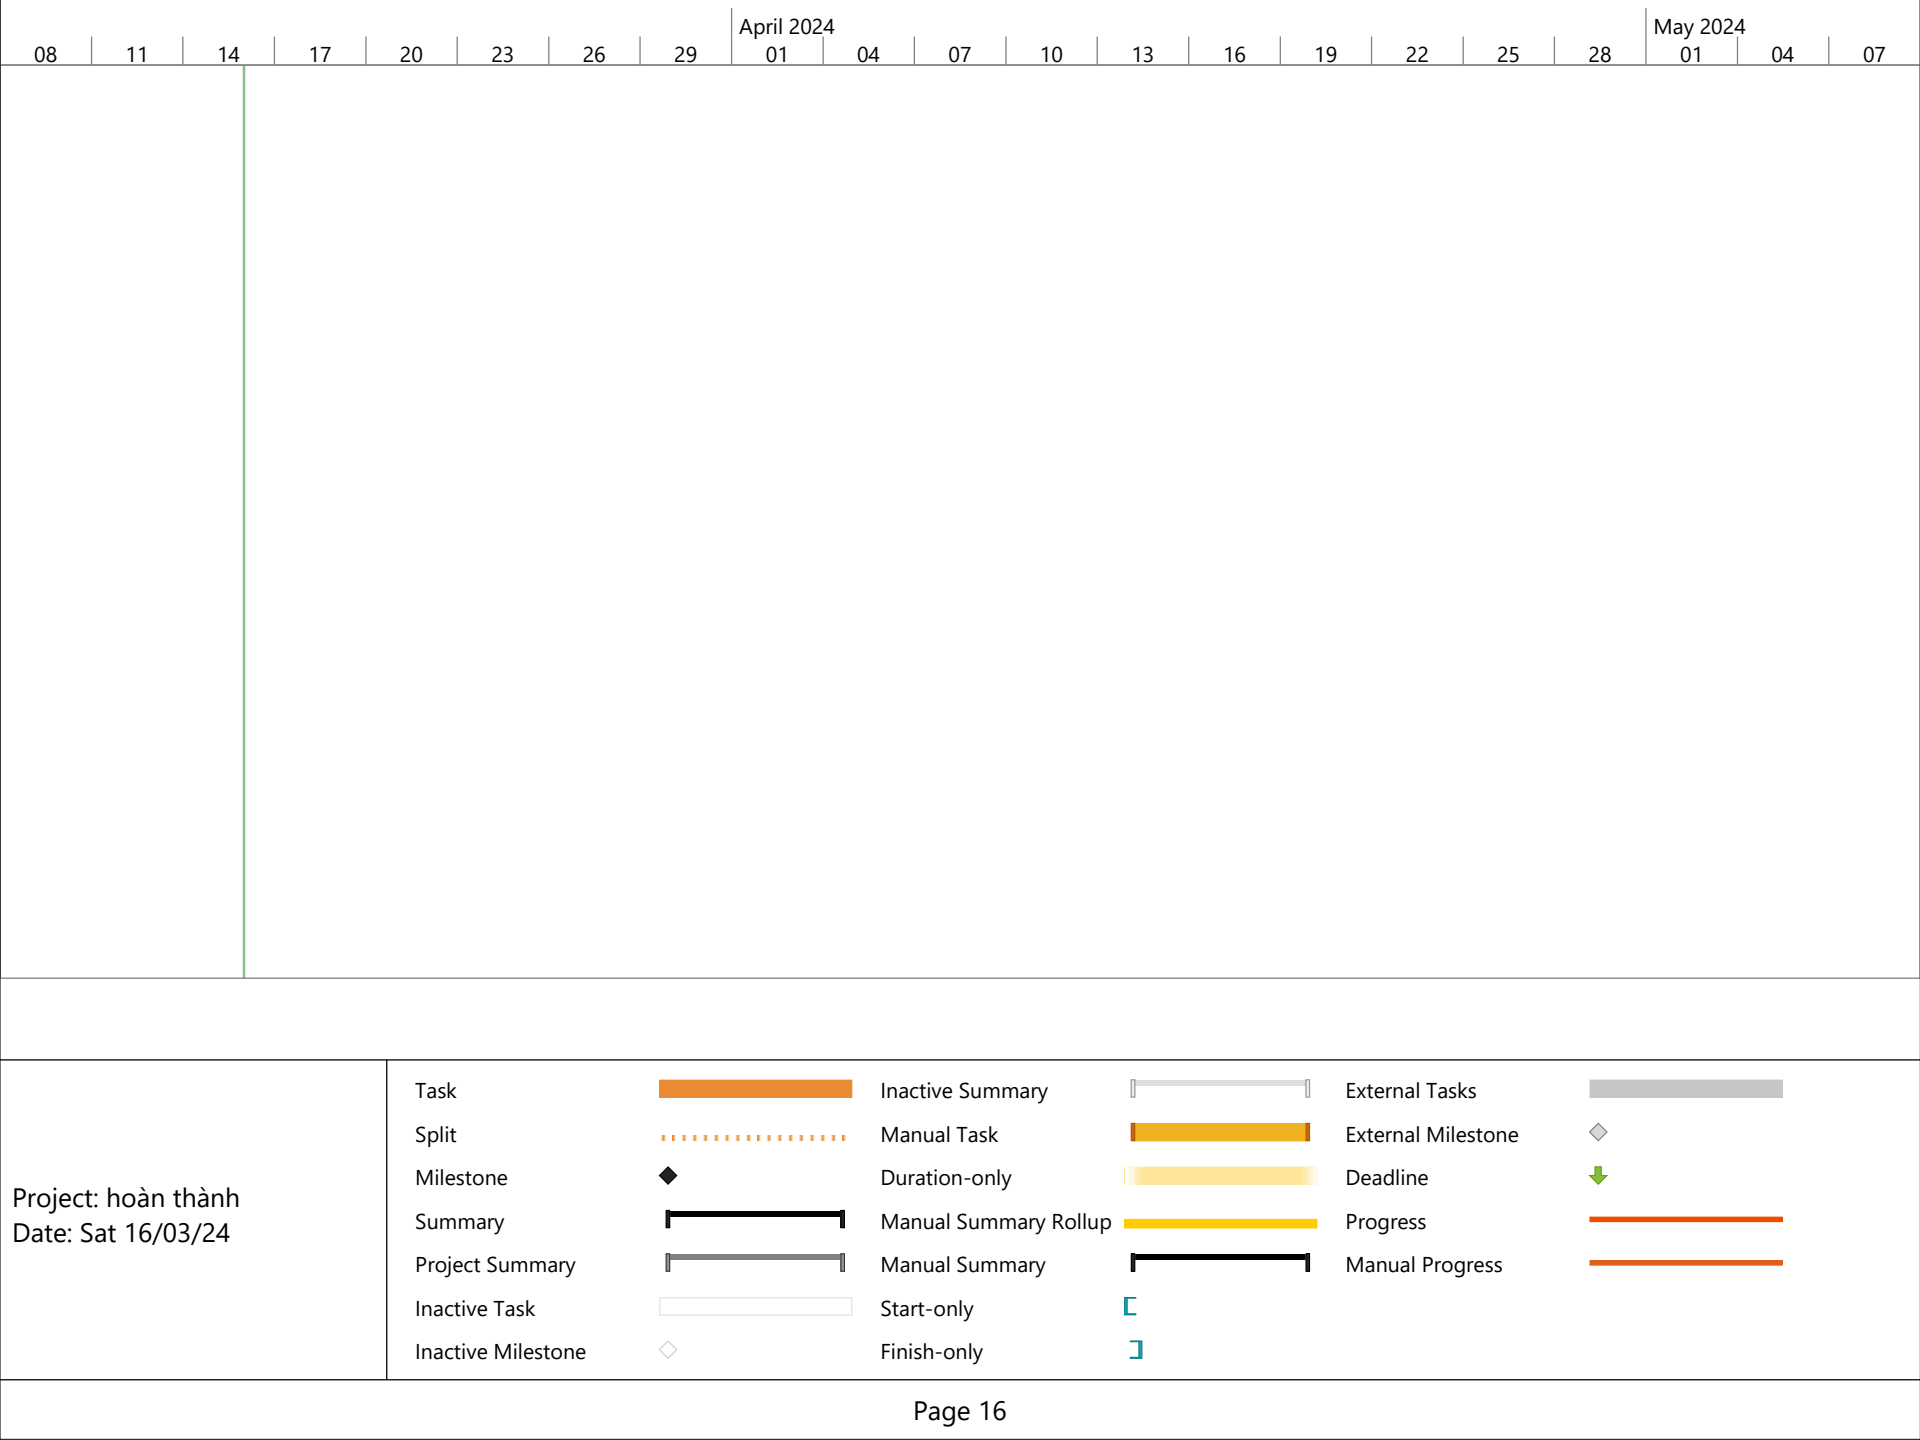 April 2024 May 2024
08 11 14 17 20 23 26 29 01 04 07 10 13 16 19 22 25 28 01 04 07
Project: hoàn thành
Date: Sat 16/03/24
Task
Split
Milestone
Summary
Project Summary
Inactive Task
Inactive Milestone
Inactive Summary
Manual Task
Duration-only
Manual Summary Rollup
Manual Summary
Start-only
Finish-only
External Tasks
External Milestone
Deadline
Progress
Manual Progress
Page 16